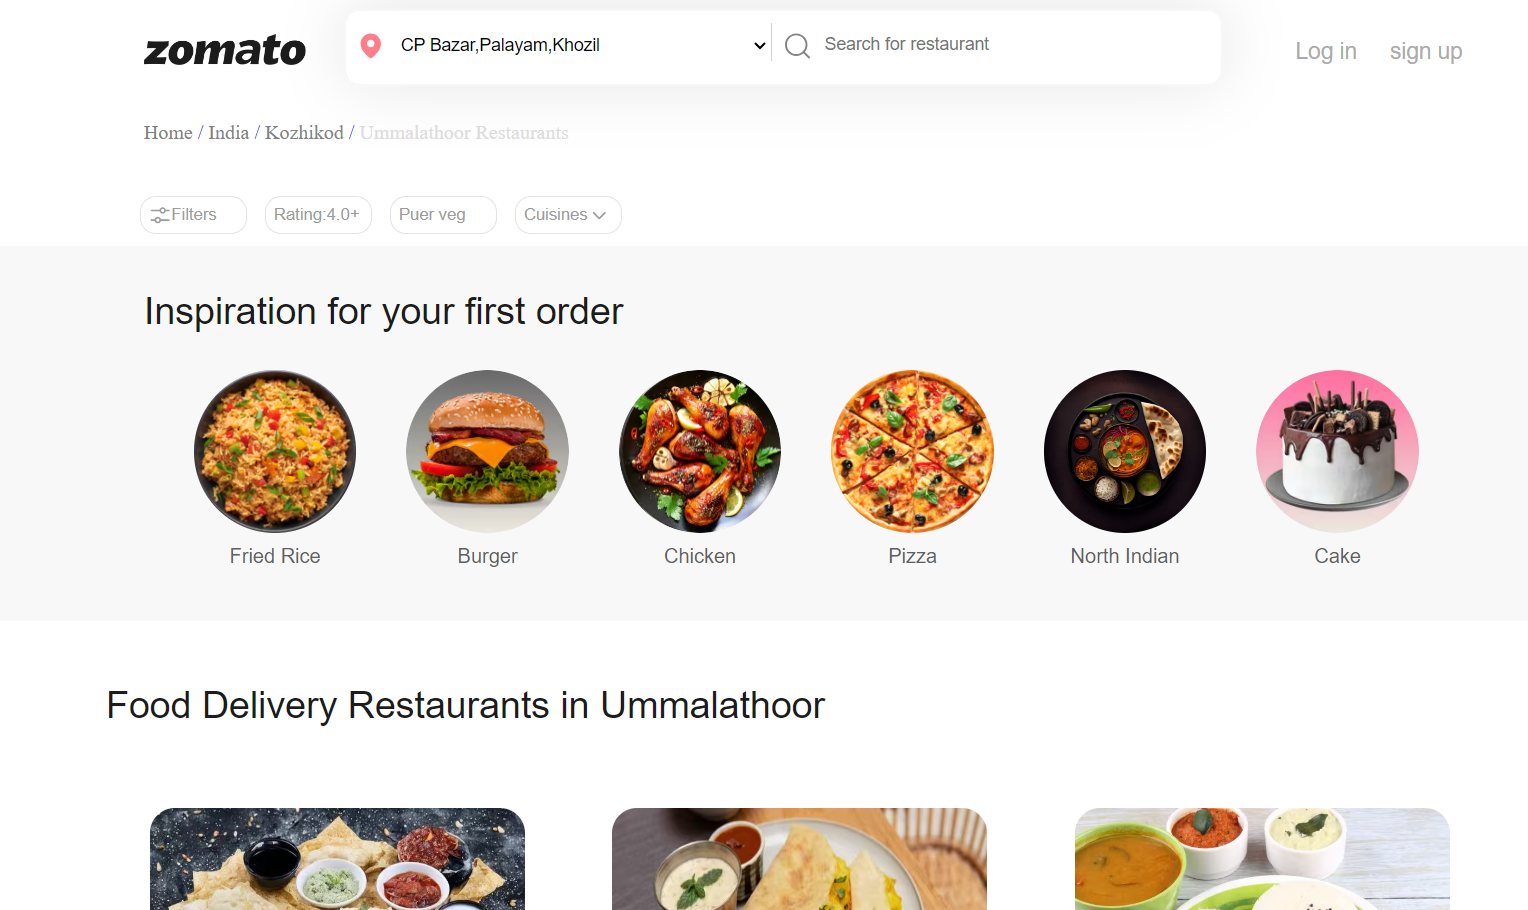 zomato
CP Bazar,Palayam,Khozil
Search for restaurant
Log in
sign up
Home / India / Kozhikod / Ummalathoor Restaurants
Filters
Rating:4.0+
Puer veg
Cuisines
Inspiration for your first order
Fried Rice
Burger
Chicken
Pizza
North Indian
Cake
Food Delivery Restaurants in Ummalathoor